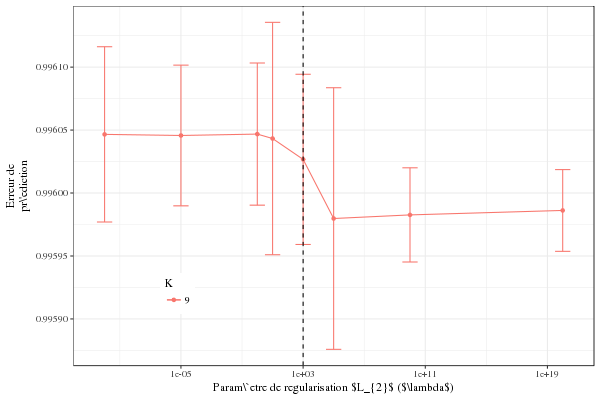 0.99610
0.99605
0.99600
0.99595
0.99590
Erreur de
pr\'ediction
K
9
1e-05
1e+03
1e+11
1e+19
Param\`etre de regularisation $L_{2}$ ($\lambda$)